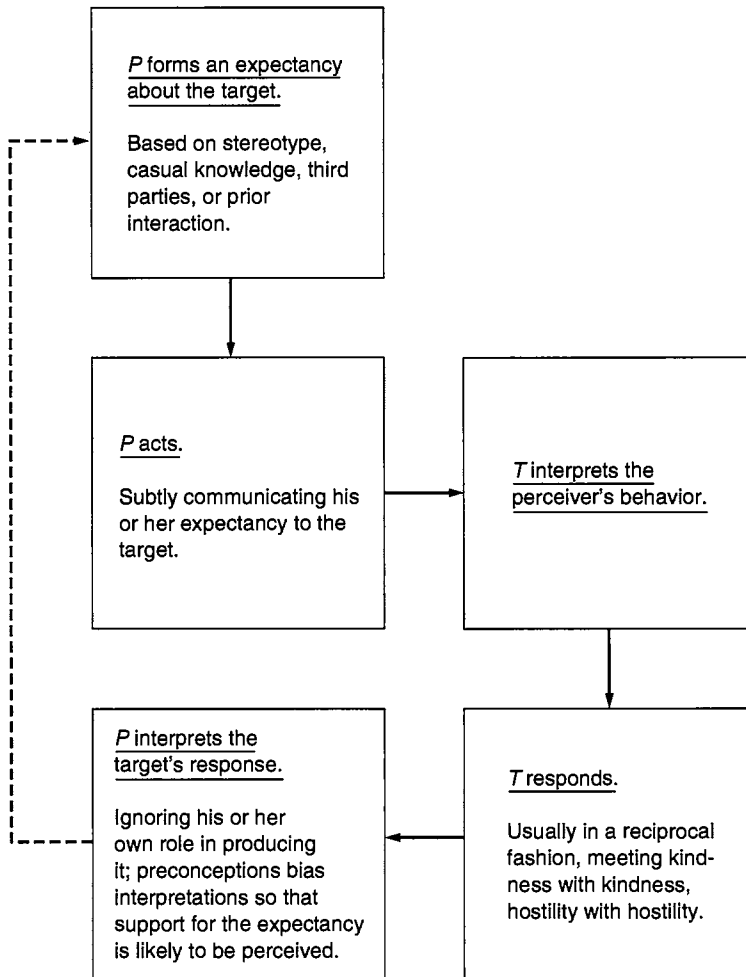 P forms an expectancy
about the target.
Based on stereotype,
casual knowledge, third
parties, or prior
interaction.
P acts.
Subtly communicating his
or her expectancy to the
target.
T interprets the
perceiver's behavior.
P interprets the
target's response.
Ignoring his or her
own role in producing
it; preconceptions bias
interpretations so that
support for the expectancy
is likely to be perceived.
T responds.
Usually in a reciprocal
fashion, meeting kind-
ness with kindness,
hostility with hostility.